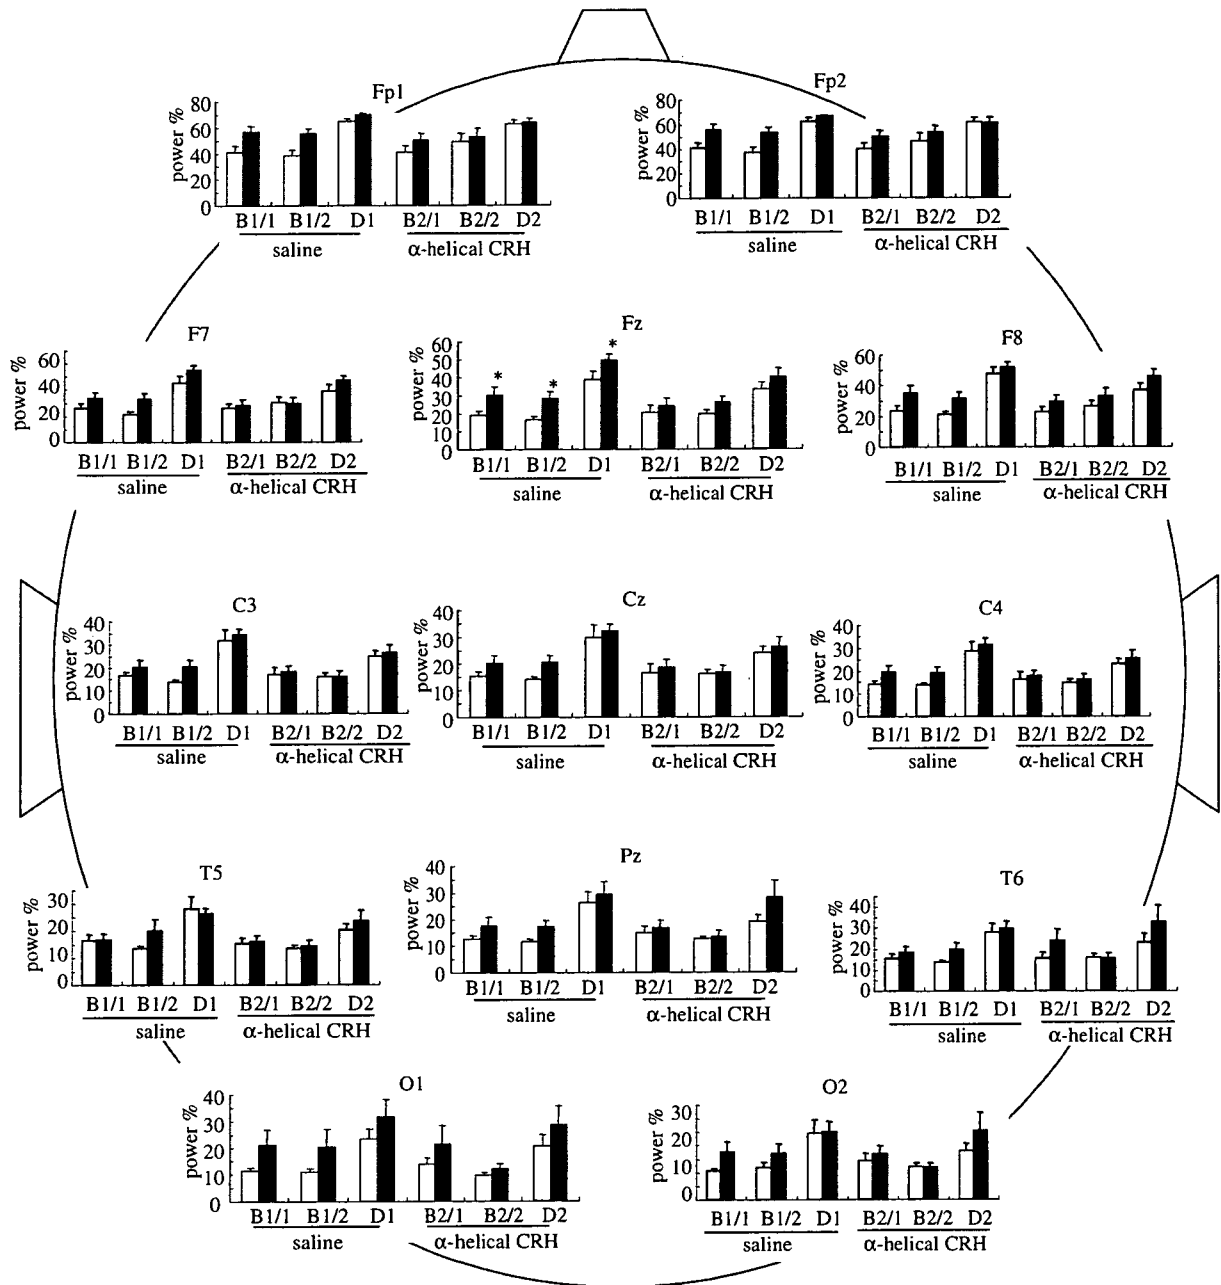 Fp1
80
60
40
20
0
power %
B1/1 B1/2 D1 B2/1 B2/2 D2
saline α-helical CRH
Fp2
80
60
40
20
0
power %
B1/1 B1/2 D1 B2/1 B2/2 D2
saline α-helical CRH
F7
60
40
20
0
power %
B1/1 B1/2 D1 B2/1 B2/2 D2
saline α-helical CRH
Fz
60
50
40
30
20
10
0
power %
* * *
B1/1 B1/2 D1 B2/1 B2/2 D2
saline α-helical CRH
F8
60
40
20
0
power %
B1/1 B1/2 D1 B2/1 B2/2 D2
saline α-helical CRH
C3
40
30
20
10
0
power %
B1/1 B1/2 D1 B2/1 B2/2 D2
saline α-helical CRH
Cz
40
30
20
10
0
power %
B1/1 B1/2 D1 B2/1 B2/2 D2
saline α-helical CRH
C4
40
30
20
10
0
power %
B1/1 B1/2 D1 B2/1 B2/2 D2
saline α-helical CRH
T5
30
20
10
0
power %
B1/1 B1/2 D1 B2/1 B2/2 D2
saline α-helical CRH
Pz
40
30
20
10
0
power %
B1/1 B1/2 D1 B2/1 B2/2 D2
saline α-helical CRH
T6
40
30
20
10
0
power %
B1/1 B1/2 D1 B2/1 B2/2 D2
saline α-helical CRH
O1
40
30
20
10
0
power %
B1/1 B1/2 D1 B2/1 B2/2 D2
saline α-helical CRH
O2
30
20
10
0
power %
B1/1 B1/2 D1 B2/1 B2/2 D2
saline α-helical CRH